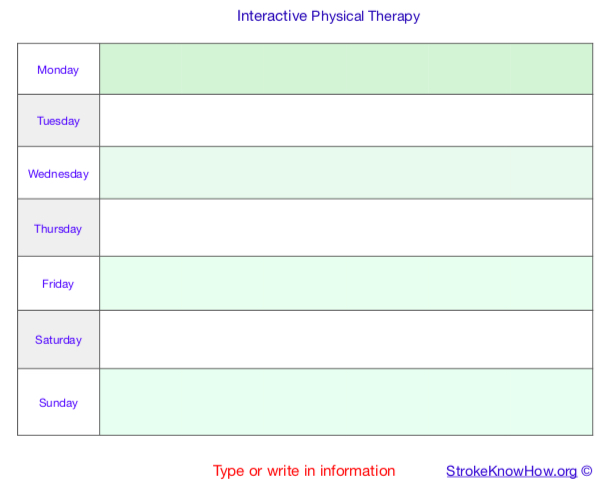 Interactive Physical Therapy
Monday
Tuesday
Wednesday
Thursday
Friday
Saturday
Sunday
Type or write in information
StrokeKnowHow.org ©